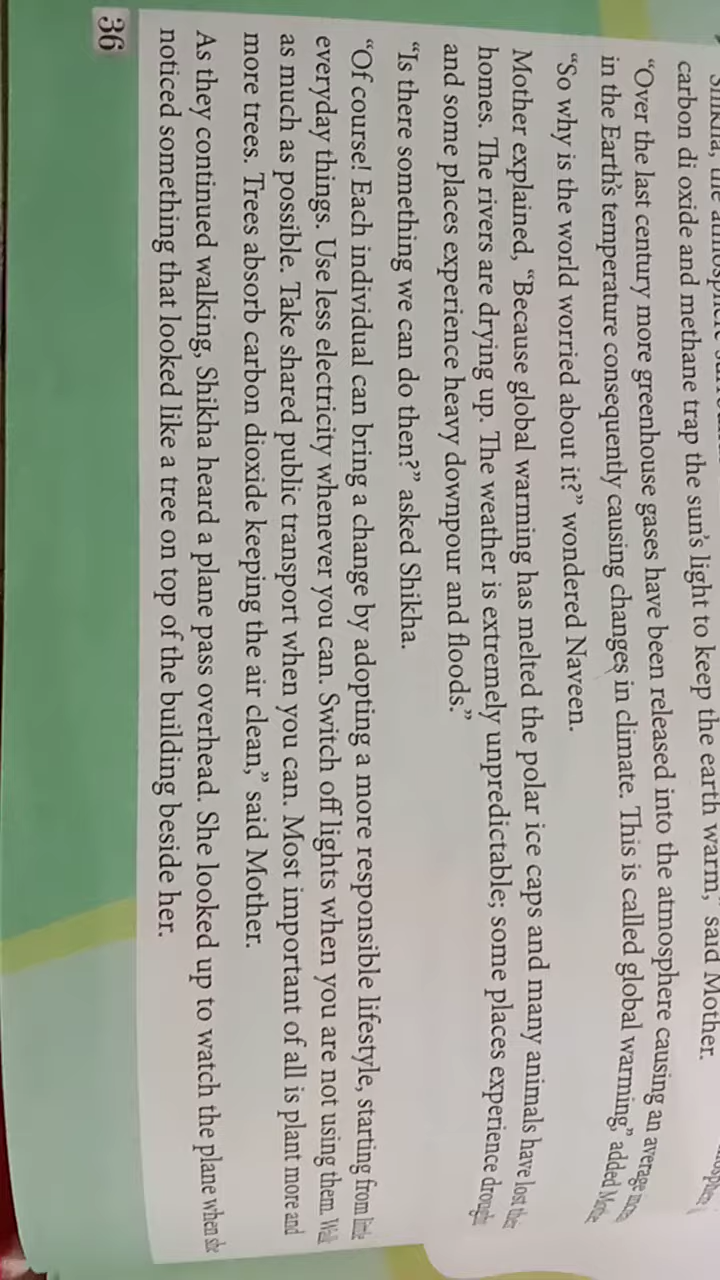 carbon di oxide and methane trap the sun's light to keep the earth warm," said Mother.
"Over the last century more greenhouse gases have been released into the atmosphere causing an average
in the Earth's temperature consequently causing changes in climate. This is called global warming," added
"So why is the world worried about it?" wondered Naveen.
Mother explained, "Because global warming has melted the polar ice caps and many animals have lost their
homes. The rivers are drying up. The weather is extremely unpredictable; some places experience drought
and some places experience heavy downpour and floods."
"Is there something we can do then?" asked Shikha.
"Of course! Each individual can bring a change by adopting a more responsible lifestyle, starting from little
everyday things. Use less electricity whenever you can. Switch off lights when you are not using them. Walk
as much as possible. Take shared public transport when you can. Most important of all is plant more and
more trees. Trees absorb carbon dioxide keeping the air clean," said Mother.
As they continued walking, Shikha heard a plane pass overhead. She looked up to watch the plane when she
noticed something that looked like a tree on top of the building beside her.
36